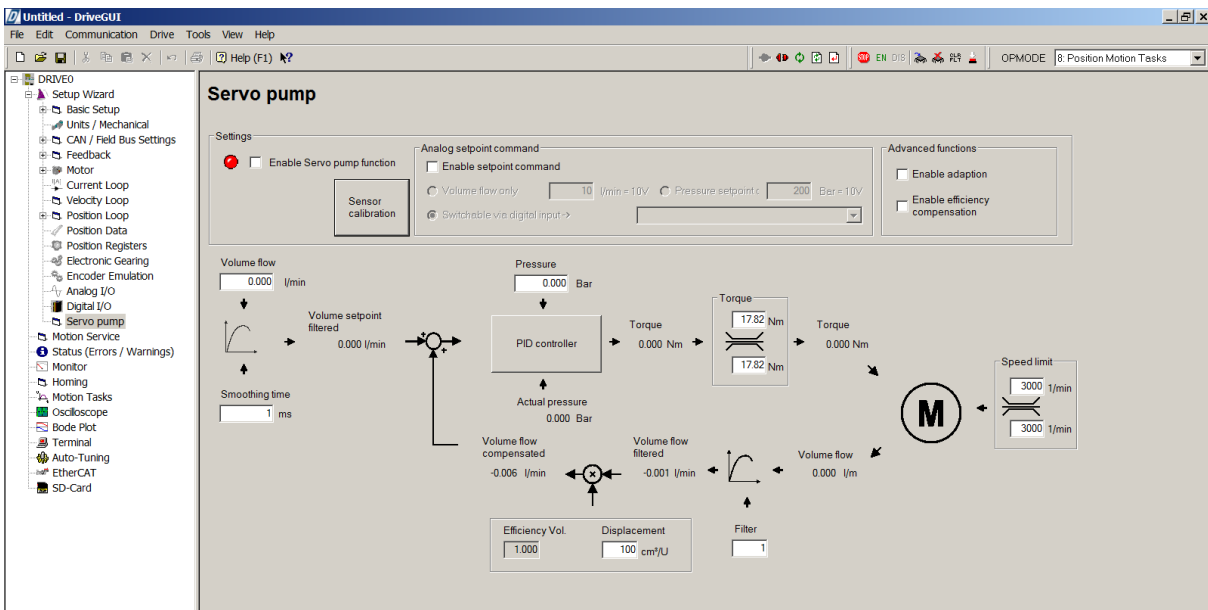 Untitled - DriveGUI
File Edit Communication Drive Tools View Help
Help (F1)
STOP EN DIS CLR OPMODE 8: Position Motion Tasks
DRIVE0
Setup Wizard
Basic Setup
Units / Mechanical
CAN / Field Bus Settings
Feedback
Motor
Current Loop
Velocity Loop
Position Loop
Position Data
Position Registers
Electronic Gearing
Encoder Emulation
Analog I/O
Digital I/O
Servo pump
Motion Service
Status (Errors / Warnings)
Monitor
Homing
Motion Tasks
Oscilloscope
Bode Plot
Terminal
Auto-Tuning
EtherCAT
SD-Card
Servo pump
Settings
Enable Servo pump function
Sensor
calibration
Analog setpoint command
Enable setpoint command
Volume flow only 10 l/min = 10V Pressure setpoint c 200 Ber = 10V
Switchable via digital input ->
Advanced functions
Enable adaption
Enable efficiency
compensation
Volume flow
0.000 l/min
Smoothing time
1 ms
Volume setpoint
filtered
0.000 l/min
+
+
Pressure
0.000 Bar
PID controller
Actual pressure
0.000 Bar
Torque
0.000 Nm
Torque
17.82 Nm
17.82 Nm
Torque
0.000 Nm
M
Speed limit
3000 1/min
3000 1/min
Volume flow
compensated
-0.006 l/min
x
Volume flow
filtered
-0.001 l/min
Volume flow
0.000 l/m
Efficiency Vol.
1.000
Displacement
100 cm³/U
Filter
1